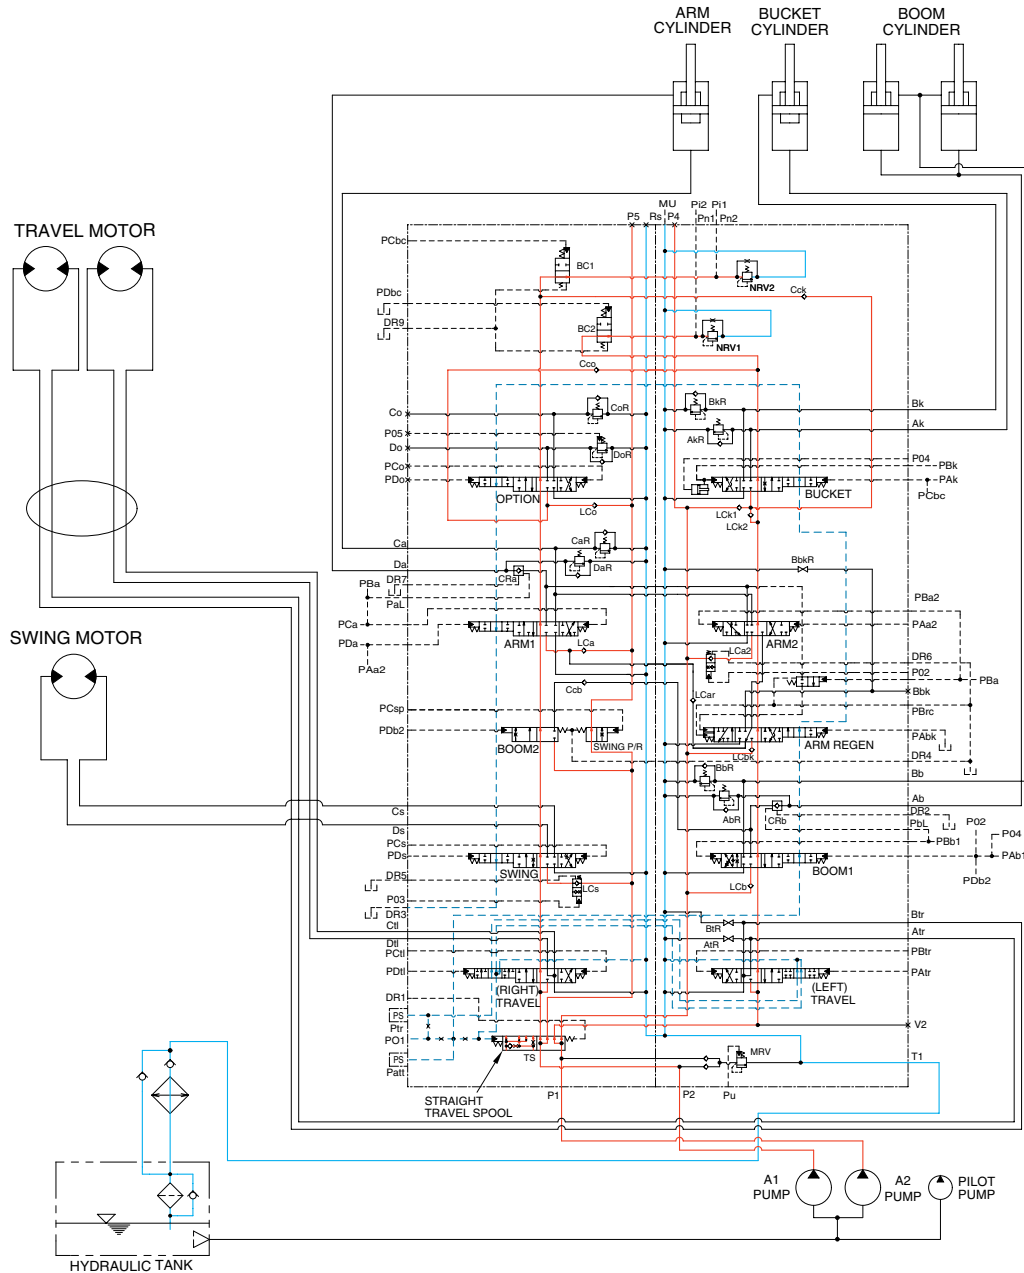 ARM
CYLINDER
BUCKET
CYLINDER
BOOM
CYLINDER
TRAVEL MOTOR
SWING MOTOR
P5
Rs
MU
P4
Pi2
Pi1
Pn1
Pn2
PCbc
BC1
NRV2
Cck
PDbc
DR9
BC2
NRV1
Cco
Co
CoR
BkR
Bk
P05
Do
DoR
AkR
Ak
PCo
PDo
P04
PBk
PAk
PCbc
OPTION
BUCKET
LCo
LCk1
LCk2
Ca
CaR
Da
DaR
CRa
BbkR
PBa
DR7
PaL
PBa2
PCa
PAa2
PDa
PAa2
ARM1
ARM2
LCa
LCa2
DR6
P02
PBa
Ccb
LCar
Bbk
PCsp
PBrc
PDb2
PAbk
BOOM2
SWING P/R
ARM REGEN
LCbk
DR4
BbR
Bb
AbR
CRb
Ab
Cs
DR2
Ds
PbL
P02
P04
PCs
PBb1
PDs
PAb1
SWING
BOOM1
PDb2
DR5
LCs
LCb
P03
DR3
Ctl
Btr
BtR
Atr
Dtl
AtR
PCtl
PBtr
PDtl
PAtr
(RIGHT)
TRAVEL
(LEFT)
TRAVEL
DR1
PS
Ptr
PO1
V2
PS
TS
MRV
T1
Patt
STRAIGHT
TRAVEL SPOOL
P1
P2
Pu
A1
PUMP
A2
PUMP
PILOT
PUMP
HYDRAULIC TANK